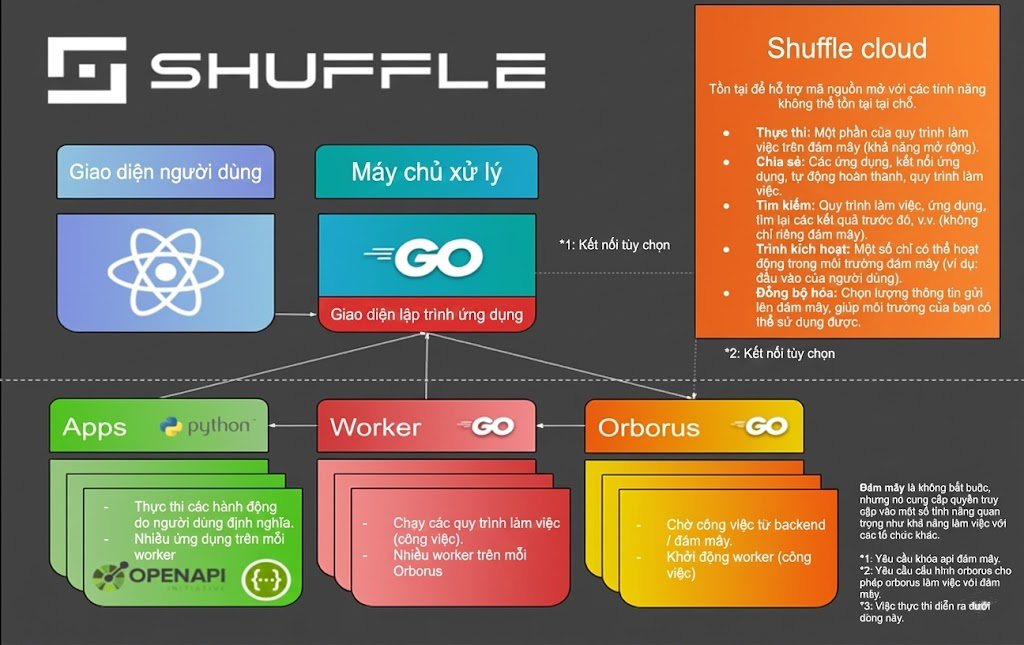 SHUFFLE
Shuffle cloud
Tồn tại để hỗ trợ mã nguồn mở với các tính năng
không thể tồn tại tại chỗ.
Thực thi: Một phần của quy trình làm
việc trên đám mây (khả năng mở rộng).
Chia sẻ: Các ứng dụng, kết nối ứng
dụng, tự động hoàn thành, quy trình làm
việc.
Tìm kiếm: Quy trình làm việc, ứng dụng,
tìm lại các kết quả trước đó, v.v. (không
chỉ riêng đám mây).
Trình kích hoạt: Một số chỉ có thể hoạt
động trong môi trường đám mây (ví dụ:
đầu vào của người dùng).
Đồng bộ hóa: Chọn lượng thông tin gửi
lên đám mây, giúp môi trường của bạn có
thể sử dụng được.
Giao diện người dùng
Máy chủ xử lý
GO
Giao diện lập trình ứng dụng
*1: Kết nối tùy chọn
*2: Kết nối tùy chọn
Apps python
Thực thi các hành động
do người dùng định nghĩa.
Nhiều ứng dụng trên mỗi
worker
OPENAPI
INITIATIVE
{···}
Worker GO
Chạy các quy trình làm việc
(công việc).
Nhiều worker trên mỗi
Orborus
Orborus GO
Chờ công việc từ backend
/ đám mây.
Khởi động worker (công
việc)
Đám mây là không bắt buộc,
nhưng nó cung cấp quyền truy
cập vào một số tính năng quan
trọng như khả năng làm việc với
các tổ chức khác.
*1: Yêu cầu khóa api đám mây.
*2: Yêu cầu cấu hình orborus cho
phép orborus làm việc với đám
mây.
*3: Việc thực thi diễn ra dưới
dòng này.